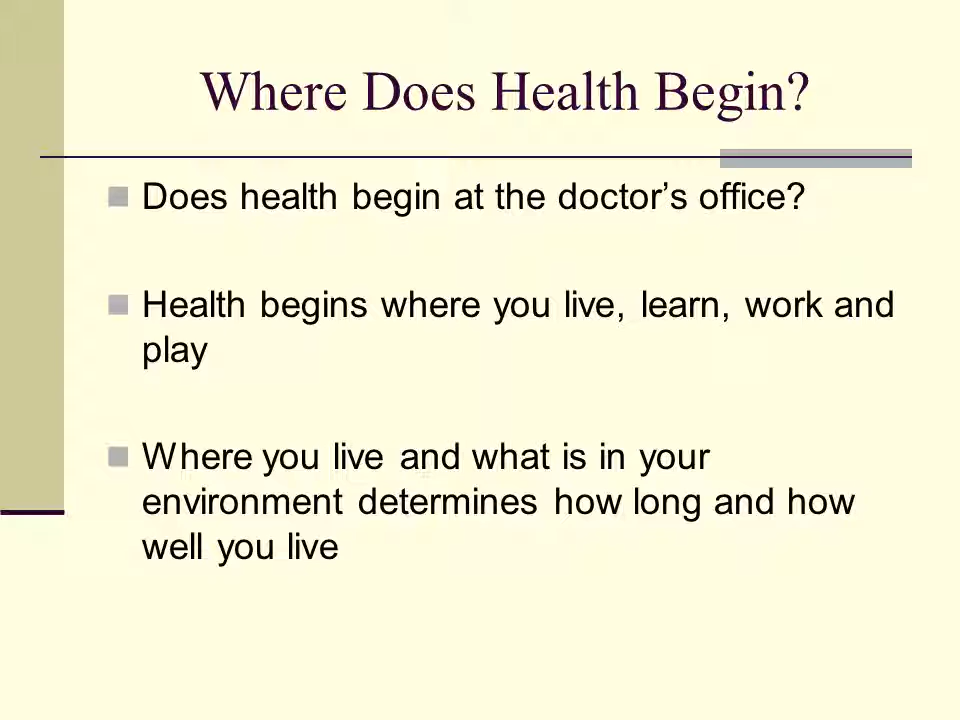 Where Does Health Begin?
Does health begin at the doctor’s office?
Health begins where you live, learn, work and
play
Where you live and what is in your
environment determines how long and how
well you live